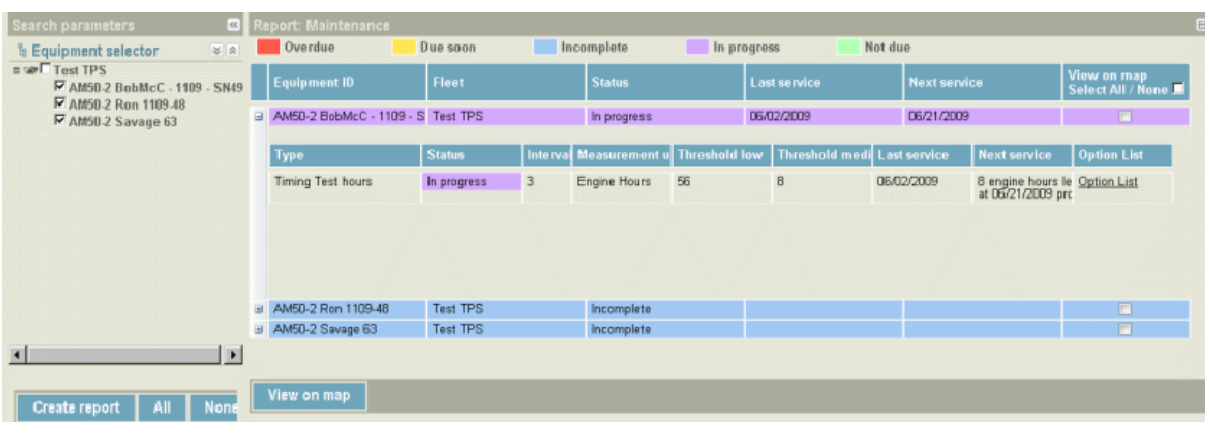 Search parameters
Equipment selector
Test TPS
AM50-2 BobMcC - 1109 - SN49
AM50-2 Ron 1109-48
AM50-2 Savage 63
Create report All None
Report: Maintenance
Overdue Due soon Incomplete In progress Not due
Equipment ID Fleet Status Last service Next service View on map
Select All / None
AM50-2 BobMcC - 1109 - S Test TPS In progress 06/02/2009 06/21/2009
Type Status Interval Measurement u Threshold low Threshold medi Last service Next service Option List
Timing Test hours In progress 3 Engine Hours 56 8 06/02/2009 8 engine hours le Option List
at 06/21/2009 pro
AM50-2 Ron 1109-48 Test TPS Incomplete
AM50-2 Savage 63 Test TPS Incomplete
View on map